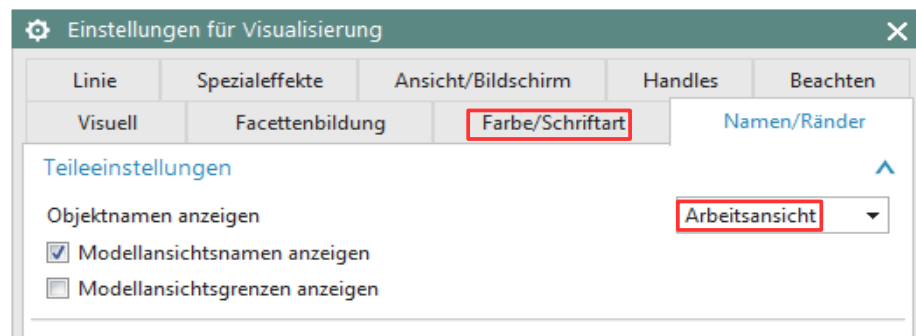 Einstellungen für Visualisierung
Linie Spezialeffekte Ansicht/Bildschirm Handles Beachten
Visuell Facettenbildung Farbe/Schriftart Namen/Ränder
Teileeinstellungen
Objektnamen anzeigen Arbeitsansicht
Modellansichtsnamen anzeigen
Modellansichtsgrenzen anzeigen